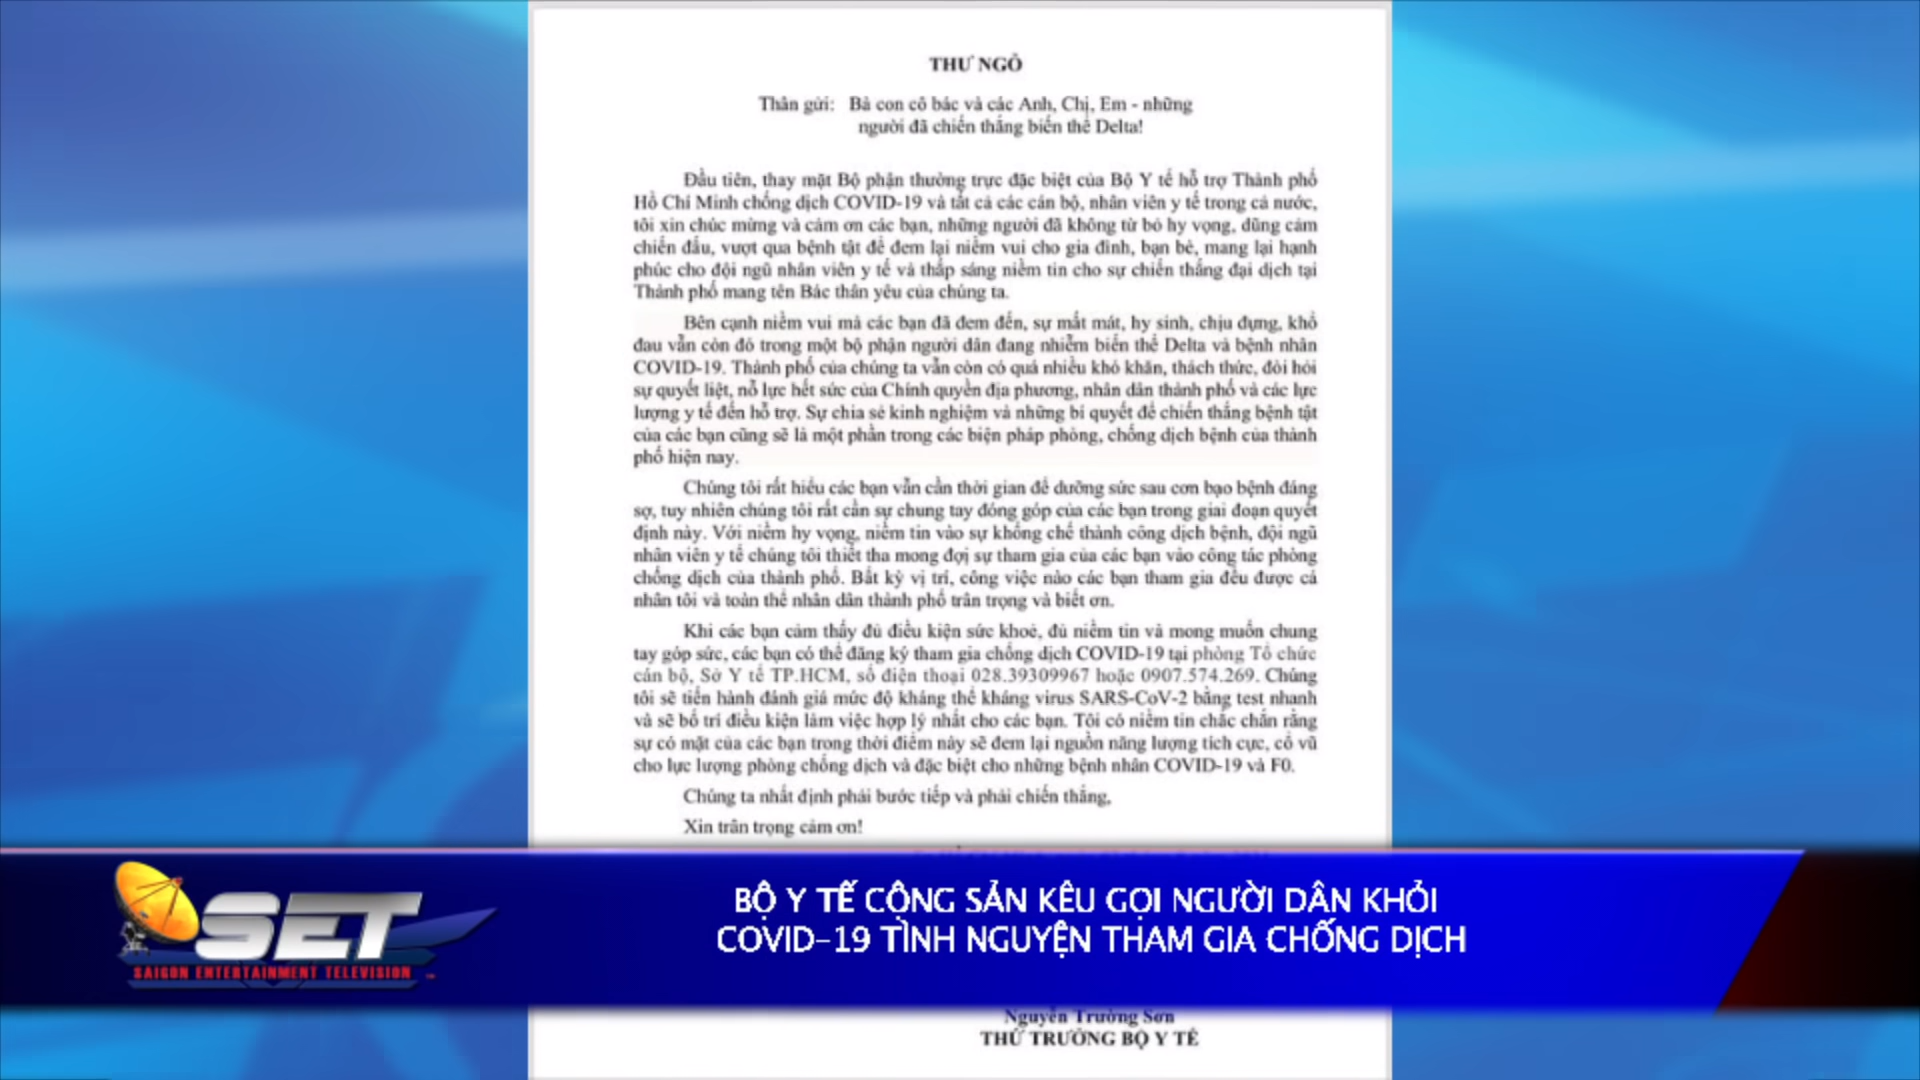 THƯ NGỎ
Thân gửi: Bà con cô bác và các Anh, Chị, Em - những
người đã chiến thắng biến thể Delta!
Đầu tiên, thay mặt Bộ phận thường trực đặc biệt của Bộ Y tế hỗ trợ Thành phố
Hồ Chí Minh chống dịch COVID-19 và tất cả các cán bộ, nhân viên y tế trong cả nước,
tôi xin chúc mừng và cảm ơn các bạn, những người đã không từ bỏ hy vọng, dũng cảm
chiến đấu, vượt qua bệnh tật để đem lại niềm vui cho gia đình, bạn bè, mang lại hạnh
phúc cho đội ngũ nhân viên y tế và thắp sáng niềm tin cho sự chiến thắng đại dịch tại
Thành phố mang tên Bác thân yêu của chúng ta.
Bên cạnh niềm vui mà các bạn đã đem đến, sự mất mát, hy sinh, chịu đựng, khổ
đau vẫn còn đó trong một bộ phận người dân đang nhiễm biến thể Delta và bệnh nhân
COVID-19. Thành phố của chúng ta vẫn còn có quá nhiều khó khăn, thách thức, đòi hỏi
sự quyết liệt, nỗ lực hết sức của Chính quyền địa phương, nhân dân thành phố và các lực
lượng y tế đến hỗ trợ. Sự chia sẻ kinh nghiệm và những bí quyết để chiến thắng bệnh tật
của các bạn cũng sẽ là một phần trong các biện pháp phòng, chống dịch bệnh của thành
phố hiện nay.
Chúng tôi rất hiểu các bạn vẫn cần thời gian để dưỡng sức sau cơn bạo bệnh đáng
sợ, tuy nhiên chúng tôi rất cần sự chung tay đóng góp của các bạn trong giai đoạn quyết
định này. Với niềm hy vọng, niềm tin vào sự khống chế thành công dịch bệnh, đội ngũ
nhân viên y tế chúng tôi thiết tha mong đợi sự tham gia của các bạn vào công tác phòng
chống dịch của thành phố. Bất kỳ vị trí, công việc nào các bạn tham gia đều được cá
nhân tôi và toàn thể nhân dân thành phố trân trọng và biết ơn.
Khi các bạn cảm thấy đủ điều kiện sức khoẻ, đủ niềm tin và mong muốn chung
tay góp sức, các bạn có thể đăng ký tham gia chống dịch COVID-19 tại phòng Tổ chức
cán bộ, Sở Y tế TP.HCM, số điện thoại 028.39309967 hoặc 0907.574.269. Chúng
tôi sẽ tiến hành đánh giá mức độ kháng thể kháng virus SARS-CoV-2 bằng test nhanh
và sẽ bố trí điều kiện làm việc hợp lý nhất cho các bạn. Tôi có niềm tin chắc chắn rằng
sự có mặt của các bạn trong thời điểm này sẽ đem lại nguồn năng lượng tích cực, cổ vũ
cho lực lượng phòng chống dịch và đặc biệt cho những bệnh nhân COVID-19 và F0.
Chúng ta nhất định phải bước tiếp và phải chiến thắng,
Xin trân trọng cảm ơn!
SET
SAIGON ENTERTAINMENT TELEVISION
BỘ Y TẾ CỘNG SẢN KÊU GỌI NGƯỜI DÂN KHỎI
COVID-19 TÌNH NGUYỆN THAM GIA CHỐNG DỊCH
Nguyễn Trường Sơn
THỨ TRƯỞNG BỘ Y TẾ